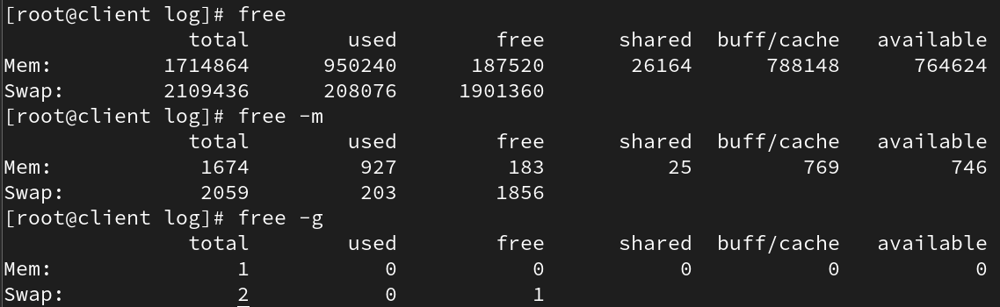 [root@client log]# free
total used free shared buff/cache available
Mem: 1714864 950240 187520 26164 788148 764624
Swap: 2109436 208076 1901360
[root@client log]# free -m
total used free shared buff/cache available
Mem: 1674 927 183 25 769 746
Swap: 2059 203 1856
[root@client log]# free -g
total used free shared buff/cache available
Mem: 1 0 0 0 0 0
Swap: 2 0 1